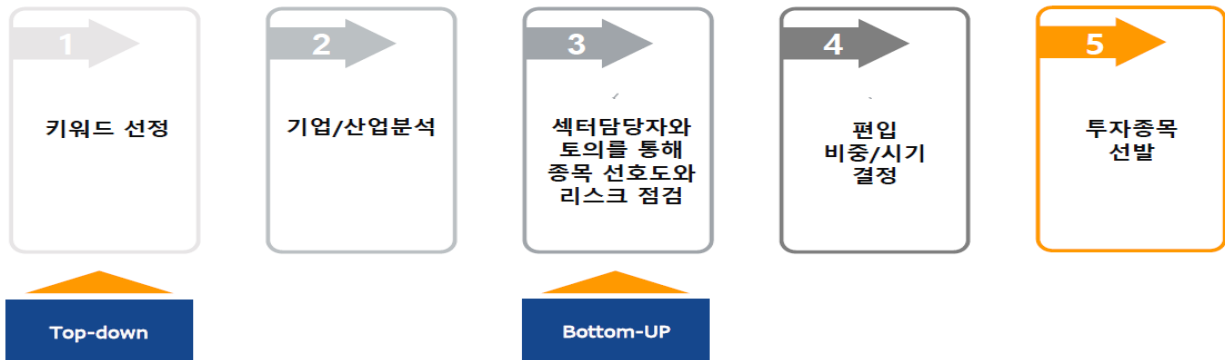 1
키워드 선정
2
기업/산업분석
3
섹터담당자와
토의를 통해
종목 선호도와
리스크 점검
4
편입
비중/시기
결정
5
투자종목
선발
Top-down
Bottom-UP